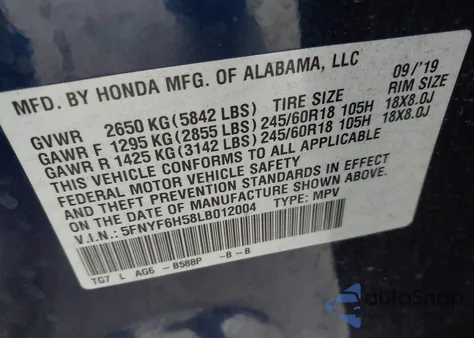 MFD. BY HONDA MFG. OF ALABAMA, LLC 09/'19
GVWR 2650 KG(5842 LBS) TIRE SIZE RIM SIZE
GAWR F 1295 KG(2855 LBS)245/60R18 105H 18X8.0J
GAWR R 1425 KG(3142 LBS)245/60R18 105H 18X8.0J
THIS VEHICLE CONFORMS TO ALL APPLICABLE
FEDERAL MOTOR VEHICLE SAFETY
AND THEFT PREVENTION STANDARDS IN EFFECT
ON THE DATE OF MANUFACTURE SHOWN ABOVE.
V.I.N.: 5FNYF6H58LB012004 TYPE: MPV
TG7 L AG6 -B588P -B -B
autoSnap